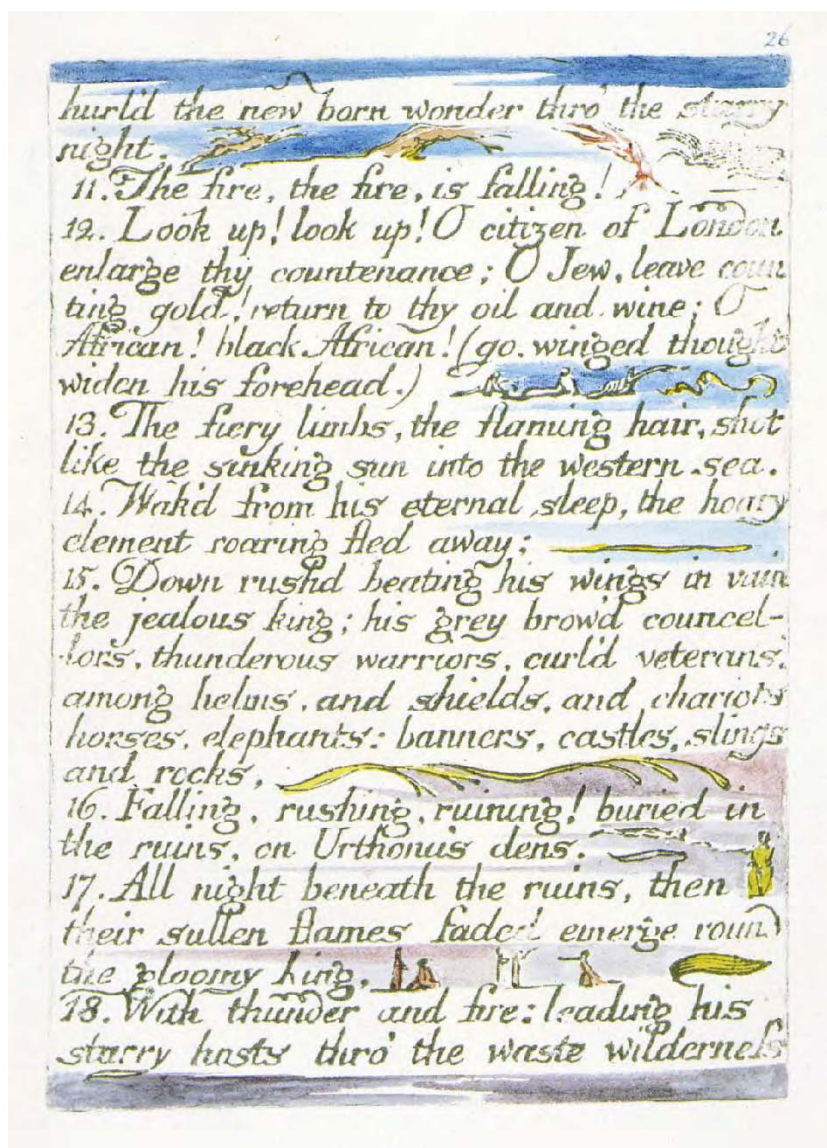 26
hurl'd the new born wonder thro' the starry
night.
11. The fire, the fire, is falling!
12. Look up! look up! O citizen of London
enlarge thy countenance; O Jew, leave coun
ting gold! return to thy oil and wine; O
African! black African! (go. winged thought
widen his forehead.)
13. The fiery limbs, the flaming hair, shot
like the sinking sun into the western sea.
14. Wak'd from his eternal sleep, the hoary
element roaring fled away;
15. Down rushd beating his wings in vain
the jealous king; his grey brow'd councel-
lors, thunderous warriors, curl'd veterans,
among helms, and shields, and chariots
horses, elephants: banners, castles, slings
and rocks,
16. Falling, rushing, ruining! buried in
the ruins, on Urthona's dens.
17. All night beneath the ruins, then
their sullen flames faded emerge round
the gloomy king,
18. With thunder and fire: leading his
starry hosts thro' the waste wilderness